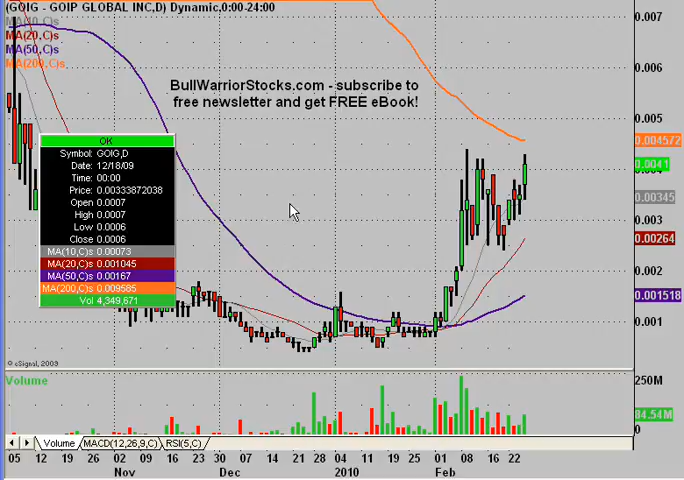 (GOIG - GOIP GLOBAL INC,D) Dynamic,0:00-24:00
MA(10,C)s
MA(20,C)s
MA(50,C)s
MA(200,C)s
BullWarriorStocks.com - subscribe to
free newsletter and get FREE eBook!
OK
Symbol: GOIG,D
Date: 12/18/09
Time: 00:00
Price: 0.00333872038
Open 0.0007
High 0.0007
Low 0.0006
Close 0.0006
MA(10,C)s 0.00073
MA(20,C)s 0.001045
MA(50,C)s 0.00167
MA(200,C)s 0.009585
Vol 4,349,671
0.007
0.006
0.005
0.004572
0.0041
0.00345
0.003
0.00264
0.002
0.001518
0.001
© eSignal, 2009
Volume
250M
84.54M
Volume
MACD(12,26,9,C)
RSI(5,C)
05 12 19 26 02 09 16 23 30 07 14 21 28 04 11 19 25 01 08 16 22
Nov Dec 2010 Feb